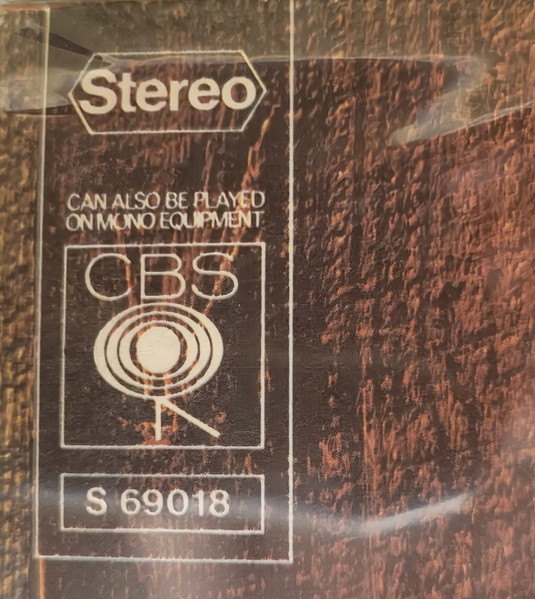 Stereo
CAN ALSO BE PLAYED
ON MONO EQUIPMENT
CBS
S 69018